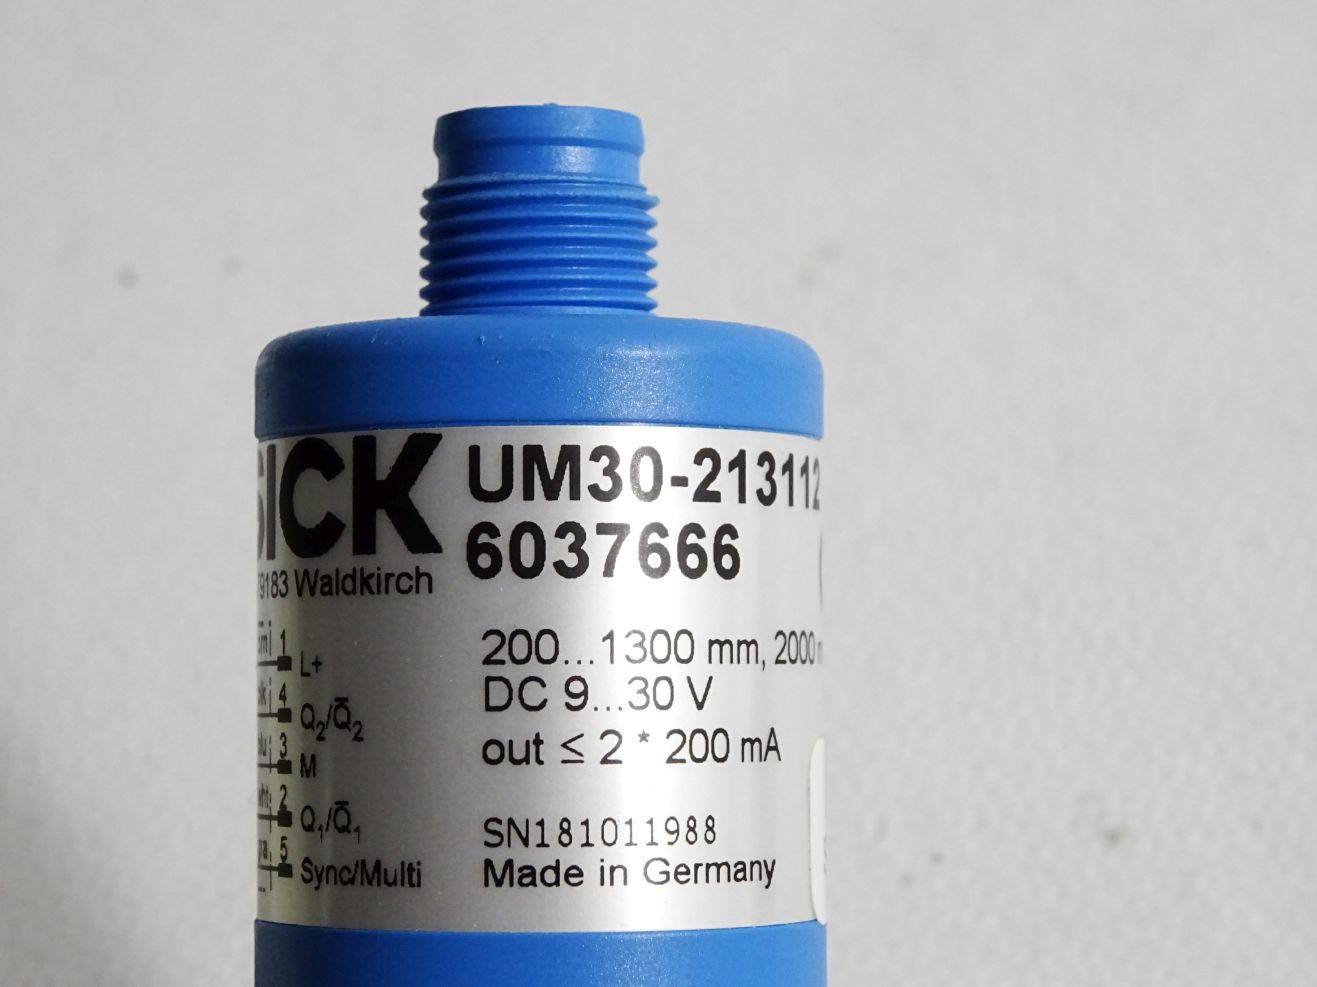 SICK
UM30-213112
6037666
79183 Waldkirch
1
L+
200...1300 mm, 2000
4
Q₂/Q̅₂
DC 9...30 V
3
M
out ≤ 2 * 200 mA
2
Q₁/Q̅₁
SN181011988
5
Sync/Multi
Made in Germany